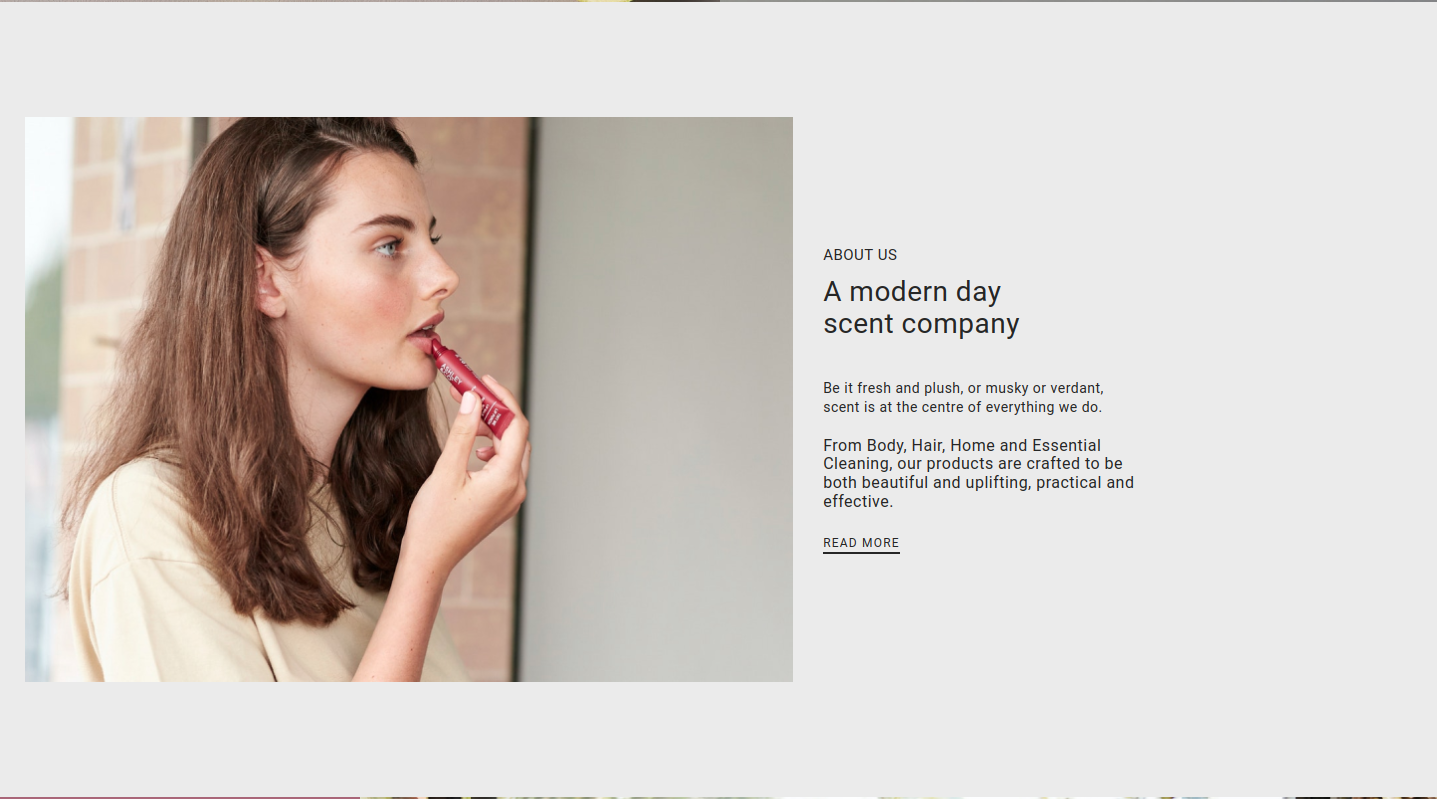 ABOUT US
A modern day
scent company
Be it fresh and plush, or musky or verdant,
scent is at the centre of everything we do.
From Body, Hair, Home and Essential
Cleaning, our products are crafted to be
both beautiful and uplifting, practical and
effective.
READ MORE